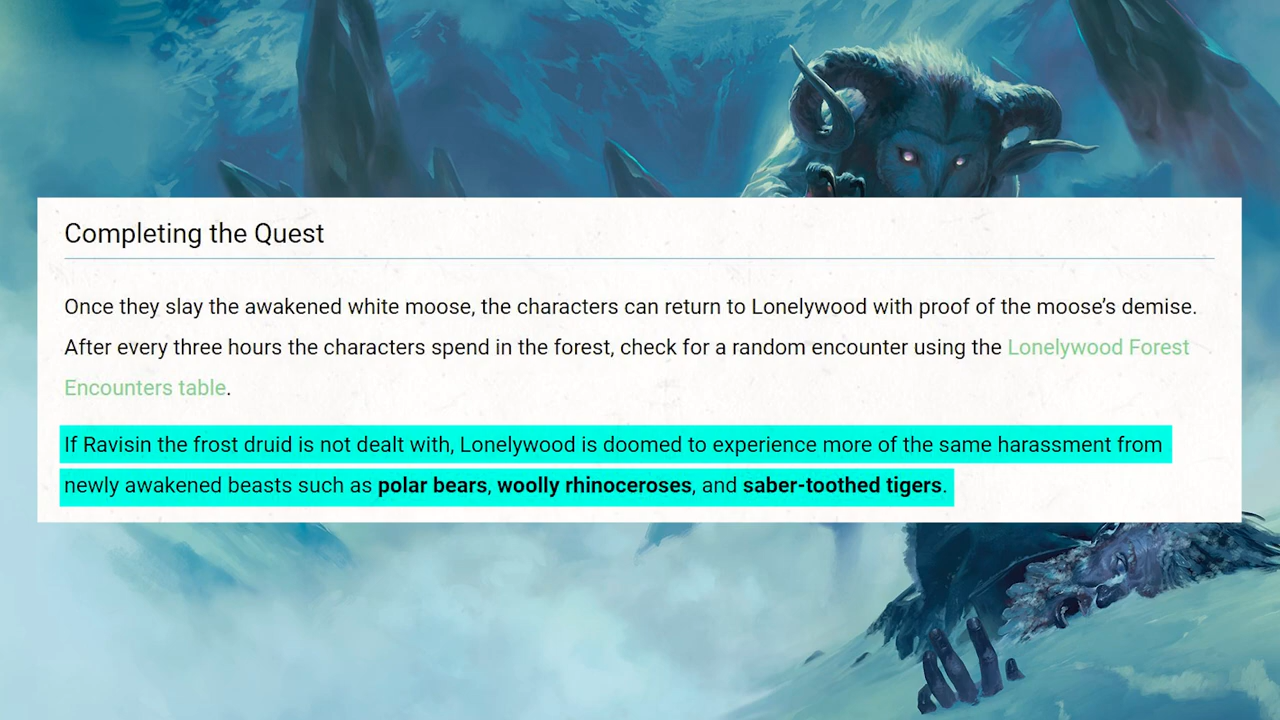 Completing the Quest
Once they slay the awakened white moose, the characters can return to Lonelywood with proof of the moose’s demise.
After every three hours the characters spend in the forest, check for a random encounter using the Lonelywood Forest
Encounters table.
If Ravisin the frost druid is not dealt with, Lonelywood is doomed to experience more of the same harassment from
newly awakened beasts such as polar bears, woolly rhinoceroses, and saber-toothed tigers.